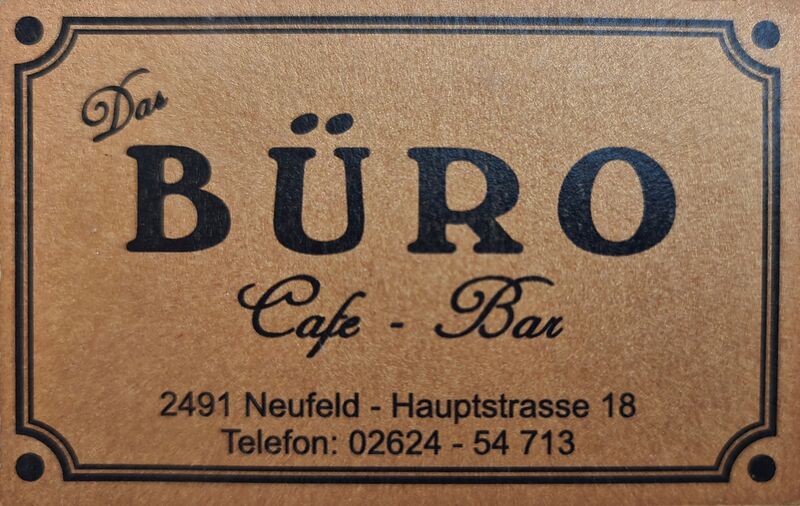 Das
BÜRO
Cafe - Bar
2491 Neufeld - Hauptstrasse 18
Telefon: 02624 - 54 713